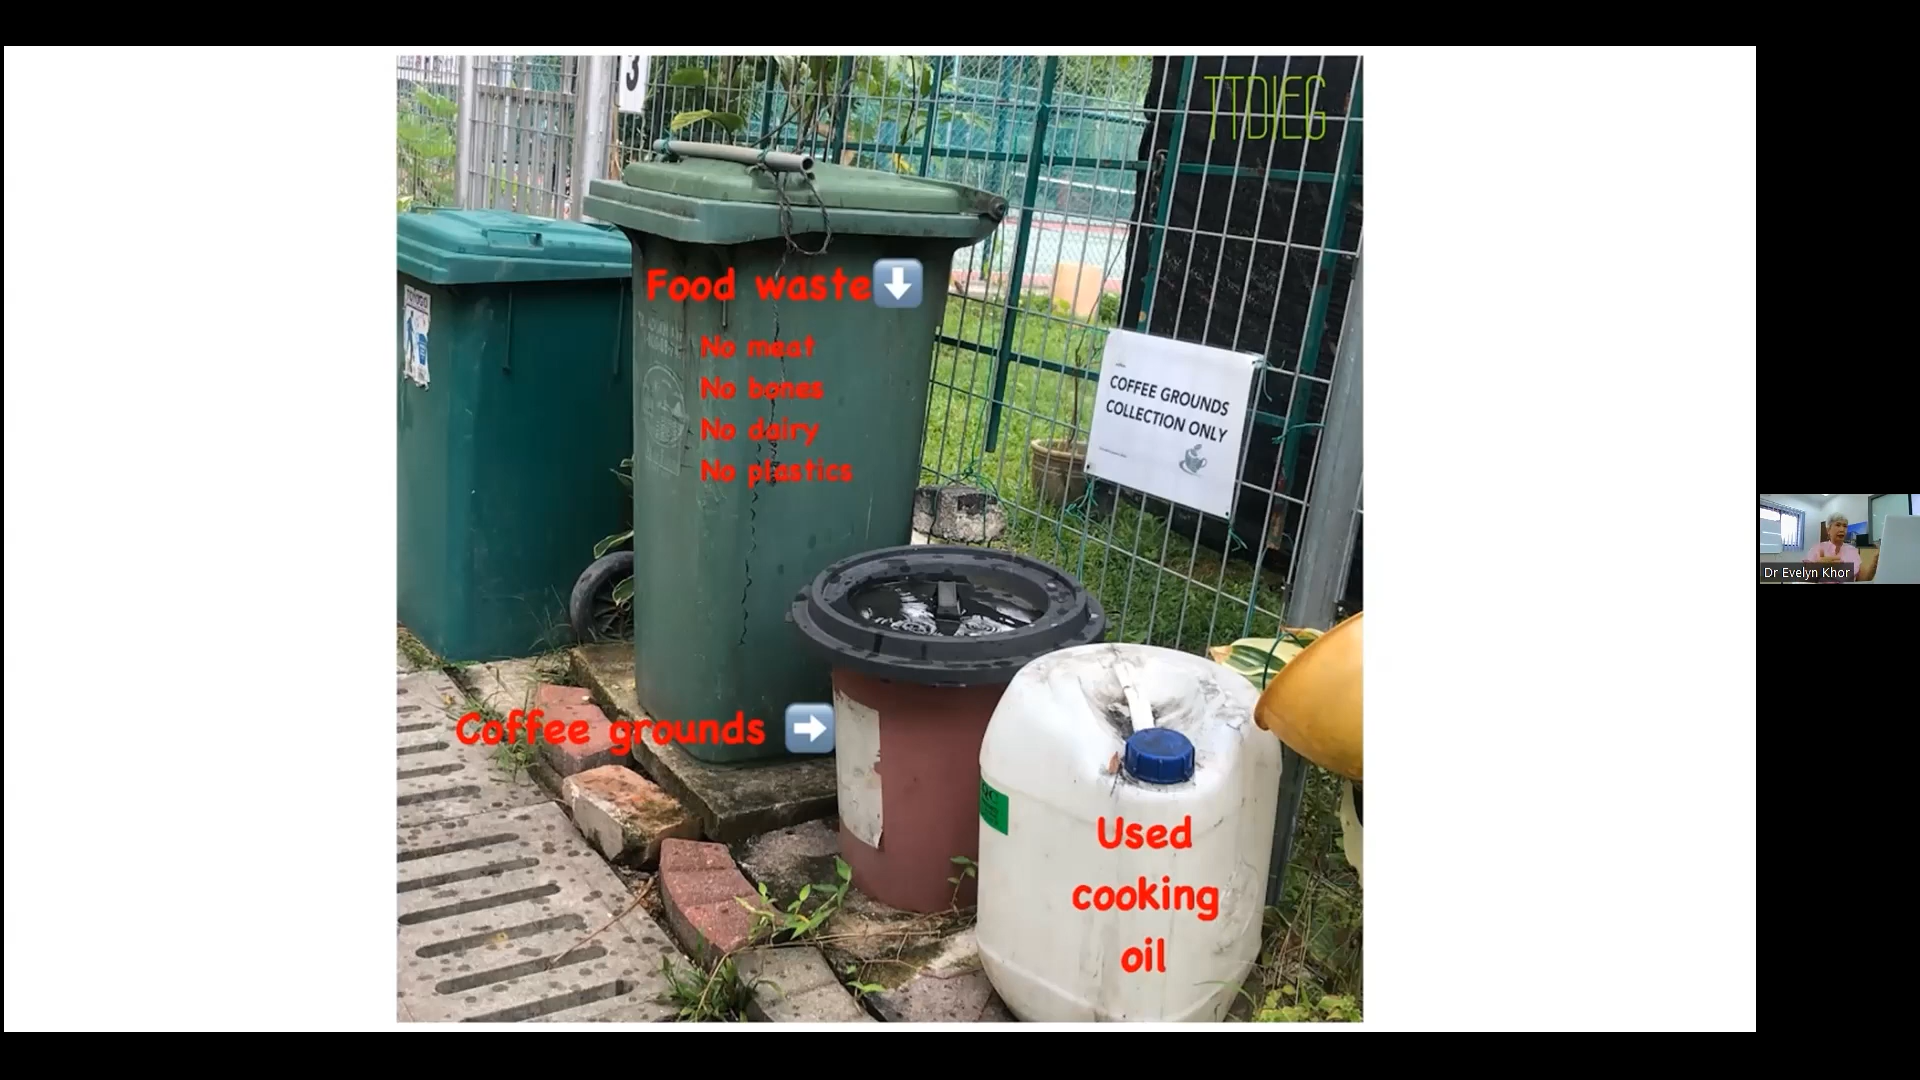 3
TTDIEG
Food waste
No meat
No bones
No dairy
No plastics
COFFEE GROUNDS
COLLECTION ONLY
Coffee grounds
Used
cooking
oil
Dr Evelyn Khor